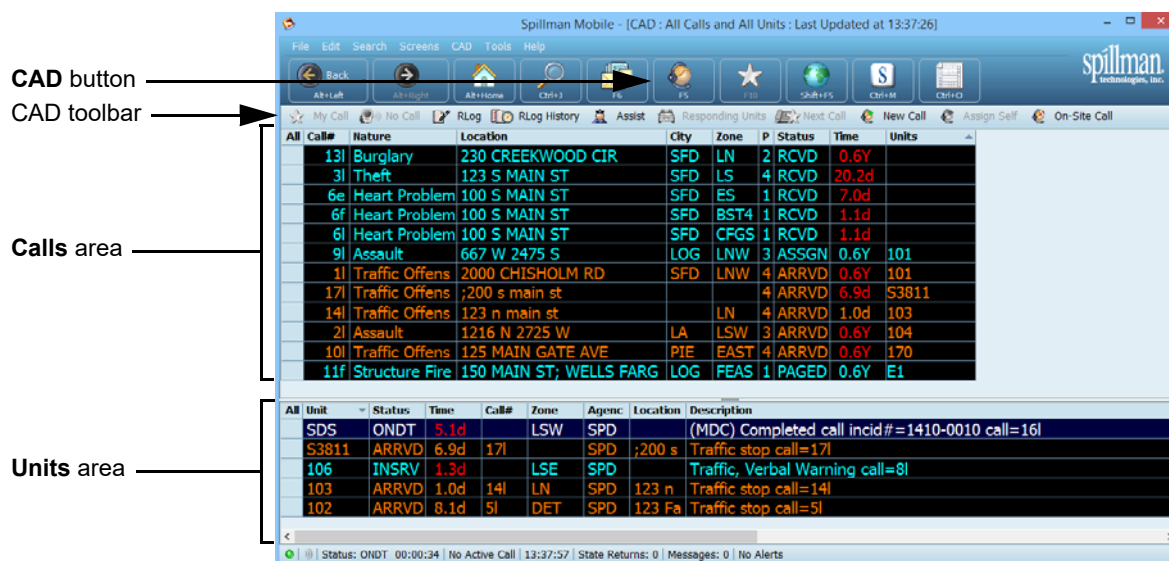 Spillman Mobile - [CAD : All Calls and All Units : Last Updated at 13:37:26]
File Edit Search Screens CAD Tools Help
CAD button
Back
spillman.
technologies, inc.
Alt+Left Alt+Right Alt+Home Ctrl+J F6 F5 F10 Shift+F5 Ctrl+M Ctrl+O
CAD toolbar
My Call No Call RLog RLog History Assist Responding Units Next Call New Call Assign Self On-Site Call
All Call# Nature Location City Zone P Status Time Units
13l Burglary 230 CREEKWOOD CIR SFD LN 2 RCVD 0.6Y
3l Theft 123 S MAIN ST SFD LS 4 RCVD 20.2d
6e Heart Problem 100 S MAIN ST SFD ES 1 RCVD 7.0d
6f Heart Problem 100 S MAIN ST SFD BST4 1 RCVD 1.1d
6l Heart Problem 100 S MAIN ST SFD CFGS 1 RCVD 1.1d
Calls area
9l Assault 667 W 2475 S LOG LNW 3 ASSGN 0.6Y 101
1l Traffic Offens 2000 CHISHOLM RD SFD LNW 4 ARRVD 0.6Y 101
17l Traffic Offens ;200 s main st 4 ARRVD 6.9d S3811
14l Traffic Offens 123 n main st LN 4 ARRVD 1.0d 103
2l Assault 1216 N 2725 W LA LSW 3 ARRVD 0.6Y 104
10l Traffic Offens 125 MAIN GATE AVE PIE EAST 4 ARRVD 0.6Y 170
11f Structure Fire 150 MAIN ST; WELLS FARG LOG FEAS 1 PAGED 0.6Y E1
All Unit Status Time Call# Zone Agenc Location Description
SDS ONDT 5.1d LSW SPD (MDC) Completed call incid#=1410-0010 call=16l
S3811 ARRVD 6.9d 17l SPD ;200 s Traffic stop call=17l
Units area
106 INSRV 1.3d LSE SPD Traffic, Verbal Warning call=8l
103 ARRVD 1.0d 14l LN SPD 123 n Traffic stop call=14l
102 ARRVD 8.1d 5l DET SPD 123 Fa Traffic stop call=5l
Status: ONDT 00:00:34 No Active Call 13:37:57 State Returns: 0 Messages: 0 No Alerts